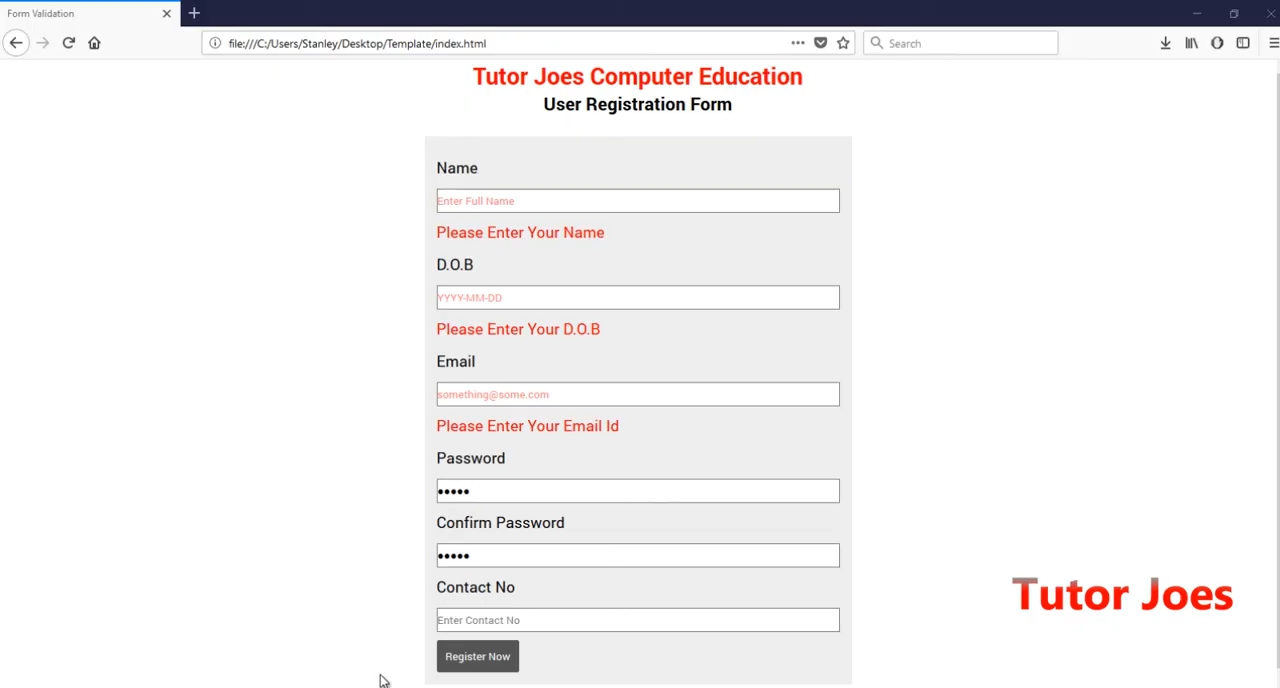 Form Validation
file:///C:/Users/Stanley/Desktop/Template/index.html
Search
Tutor Joes Computer Education
User Registration Form
Name
Enter Full Name
Please Enter Your Name
D.O.B
YYYY-MM-DD
Please Enter Your D.O.B
Email
something@some.com
Please Enter Your Email Id
Password
•••••
Confirm Password
•••••
Contact No
Enter Contact No
Register Now
Tutor Joes